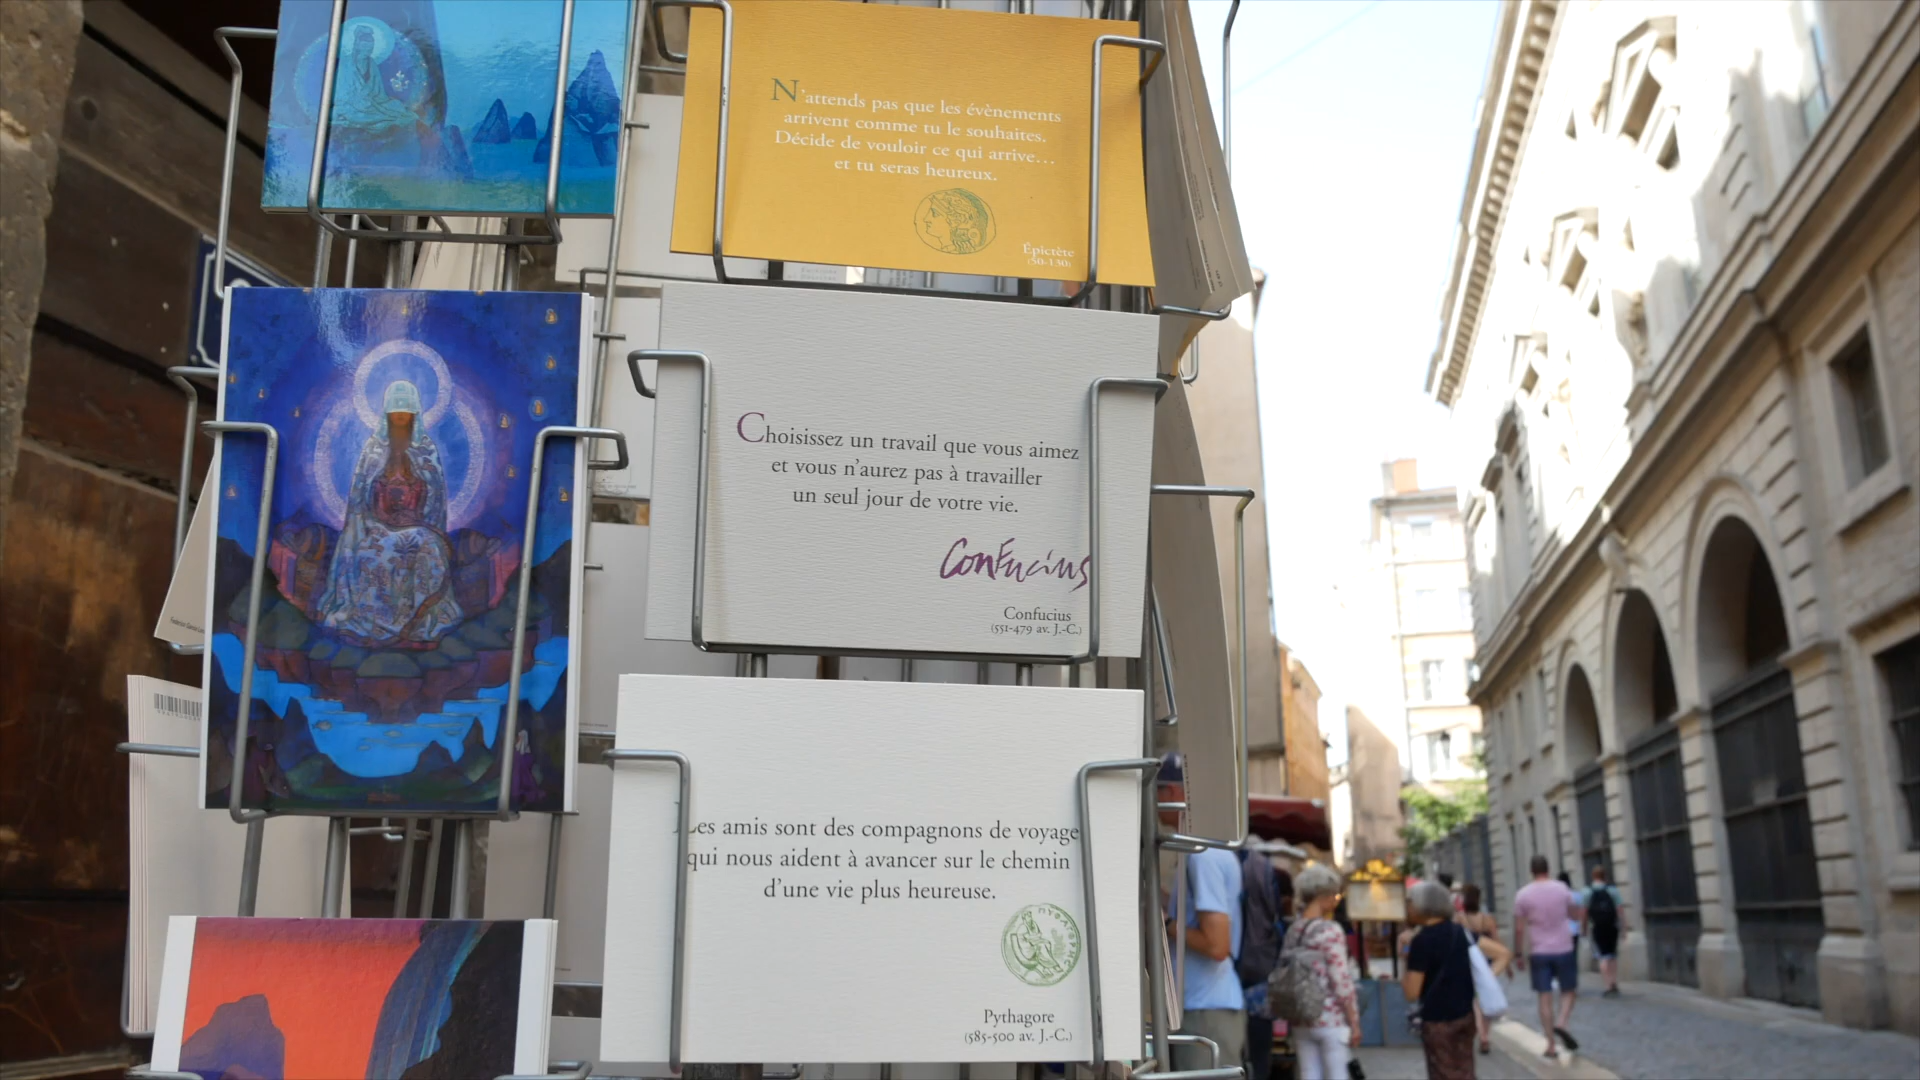 N'attends pas que les évènements
arrivent comme tu le souhaites.
Décide de vouloir ce qui arrive...
et tu seras heureux.
Épictète
(50-130)
Choisissez un travail que vous aimez
et vous n'aurez pas à travailler
un seul jour de votre vie.
Confucius
Confucius
(551-479 av. J.-C.)
Les amis sont des compagnons de voyage
qui nous aident à avancer sur le chemin
d'une vie plus heureuse.
Pythagore
(585-500 av. J.-C.)